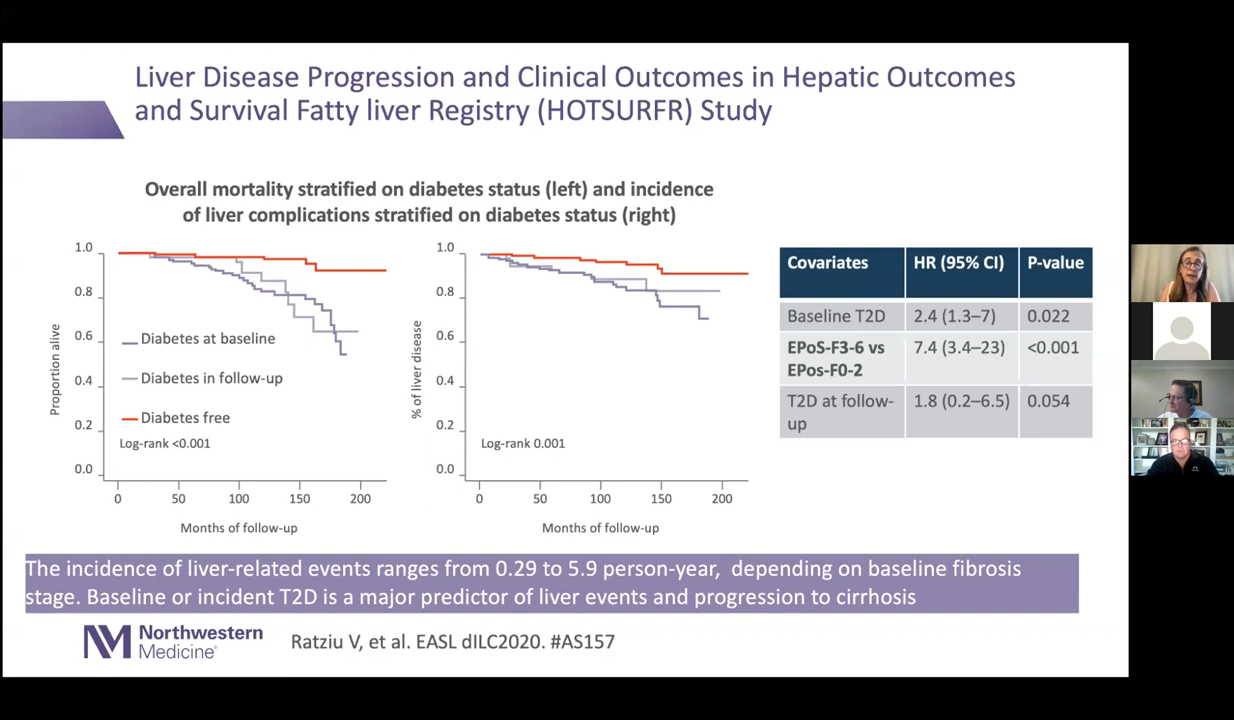 Liver Disease Progression and Clinical Outcomes in Hepatic Outcomes
and Survival Fatty liver Registry (HOTSURFR) Study
Overall mortality stratified on diabetes status (left) and incidence
of liver complications stratified on diabetes status (right)
Proportion alive
1.0
0.8
0.6
0.4
0.2
0.0
Diabetes at baseline
Diabetes in follow-up
Diabetes free
Log-rank <0.001
0 50 100 150 200
Months of follow-up
% of liver disease
1.0
0.8
0.6
0.4
0.2
0.0
Log-rank 0.001
0 50 100 150 200
Months of follow-up
Covariates HR (95% CI) P-value
Baseline T2D 2.4 (1.3–7) 0.022
EPoS-F3-6 vs 7.4 (3.4–23) <0.001
EPos-F0-2
T2D at follow- 1.8 (0.2–6.5) 0.054
up
The incidence of liver-related events ranges from 0.29 to 5.9 person-year, depending on baseline fibrosis
stage. Baseline or incident T2D is a major predictor of liver events and progression to cirrhosis
NM Northwestern
Medicine®
Ratziu V, et al. EASL dILC2020. #AS157